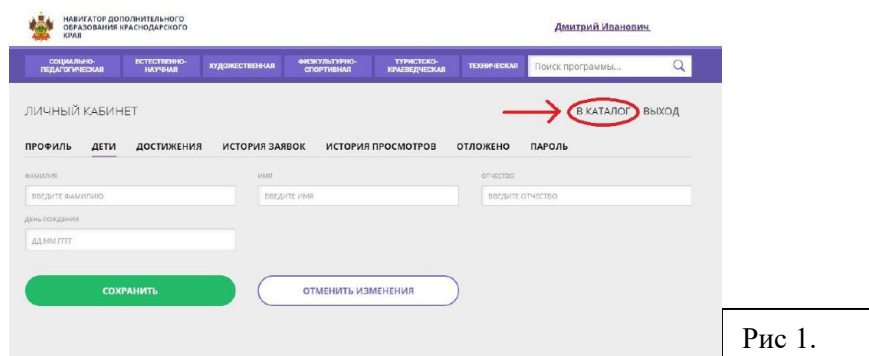 НАВИГАТОР ДОПОЛНИТЕЛЬНОГО
ОБРАЗОВАНИЯ КРАСНОДАРСКОГО
КРАЯ
Дмитрий Иванович
СОЦИАЛЬНО-
ПЕДАГОГИЧЕСКАЯ
ЕСТЕСТВЕННО-
НАУЧНАЯ
ХУДОЖЕСТВЕННАЯ
ФИЗКУЛЬТУРНО-
СПОРТИВНАЯ
ТУРИСТСКО-
КРАЕВЕДЧЕСКАЯ
ТЕХНИЧЕСКАЯ
Поиск программы...
ЛИЧНЫЙ КАБИНЕТ
В КАТАЛОГ ВЫХОД
ПРОФИЛЬ ДЕТИ ДОСТИЖЕНИЯ ИСТОРИЯ ЗАЯВОК ИСТОРИЯ ПРОСМОТРОВ ОТЛОЖЕНО ПАРОЛЬ
ФАМИЛИЯ ИМЯ ОТЧЕСТВО
ВВЕДИТЕ ФАМИЛИЮ ВВЕДИТЕ ИМЯ ВВЕДИТЕ ОТЧЕСТВО
ДЕНЬ РОЖДЕНИЯ
ДД.ММ.ГГГГ
СОХРАНИТЬ ОТМЕНИТЬ ИЗМЕНЕНИЯ
Рис 1.